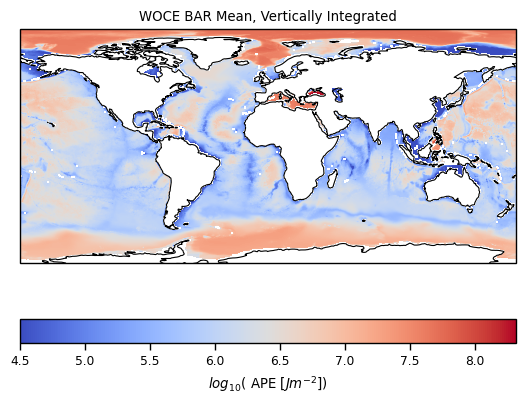 WOCE BAR Mean, Vertically Integrated
4.5 5.0 5.5 6.0 6.5 7.0 7.5 8.0
log₁₀( APE [Jm⁻²])